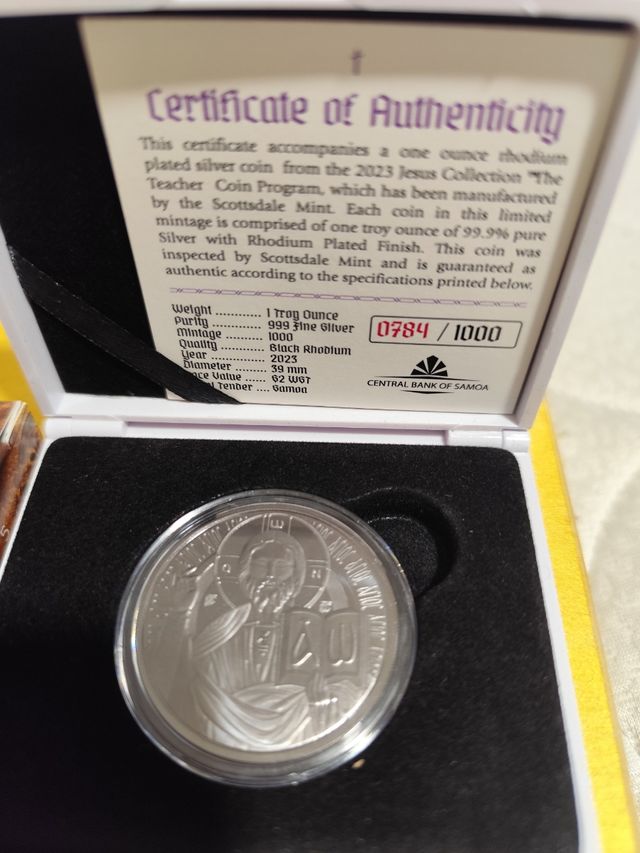 Certificate of Authenticity
This certificate accompanies a one ounce rhodium
plated silver coin from the 2023 Jesus Collection "The
Teacher Coin Program, which has been manufactured
by the Scottsdale Mint. Each coin in this limited
mintage is comprised of one troy ounce of 99.9% pure
Silver with Rhodium Plated Finish. This coin was
inspected by Scottsdale Mint and is guaranteed as
authentic according to the specifications printed below.
Weight ............ 1 Troy Ounce
Purity ............. 999 Fine Silver
Mintage .......... 1000
Quality ........... Black Rhodium
Year ............... 2023
Diameter ........ 39 mm
ace Value ...... $2 WST
Tender .... Samoa
0784 / 1000
CENTRAL BANK OF SAMOA